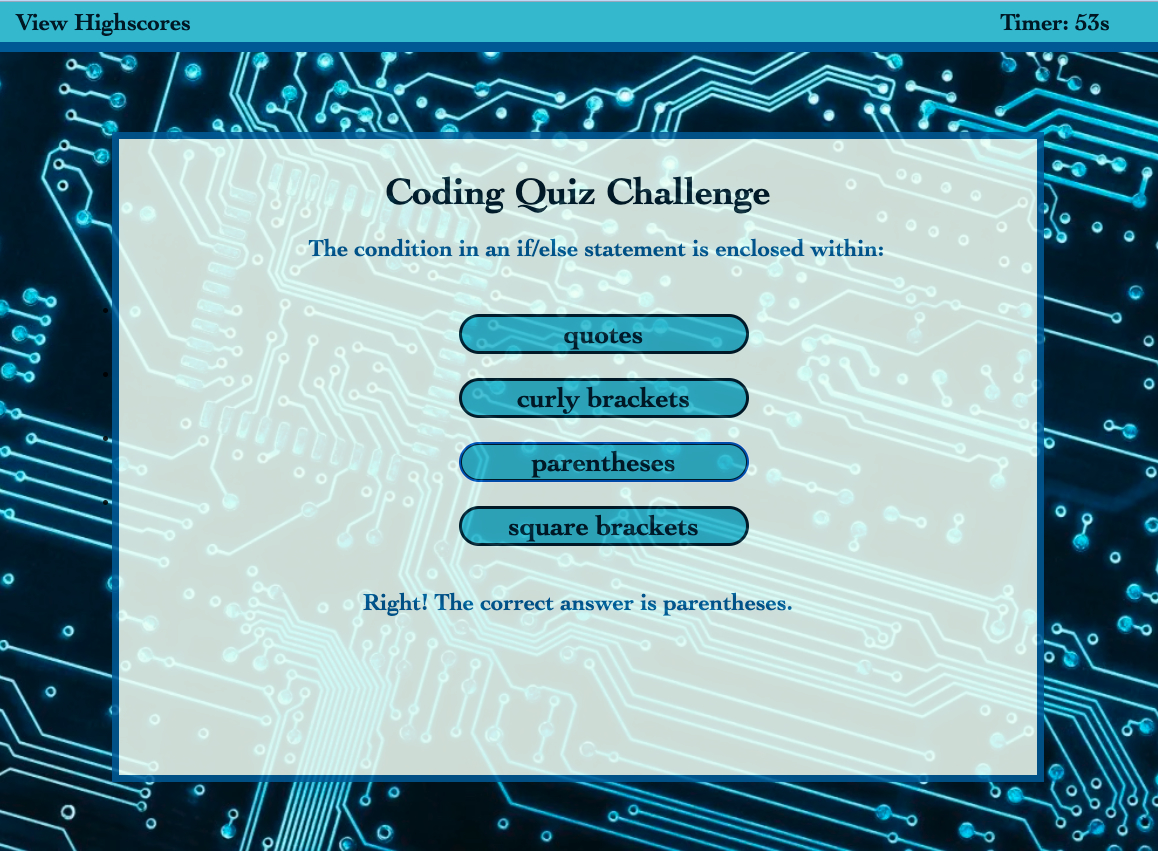 View Highscores
Timer: 53s
Coding Quiz Challenge
The condition in an if/else statement is enclosed within:
quotes
curly brackets
parentheses
square brackets
Right! The correct answer is parentheses.